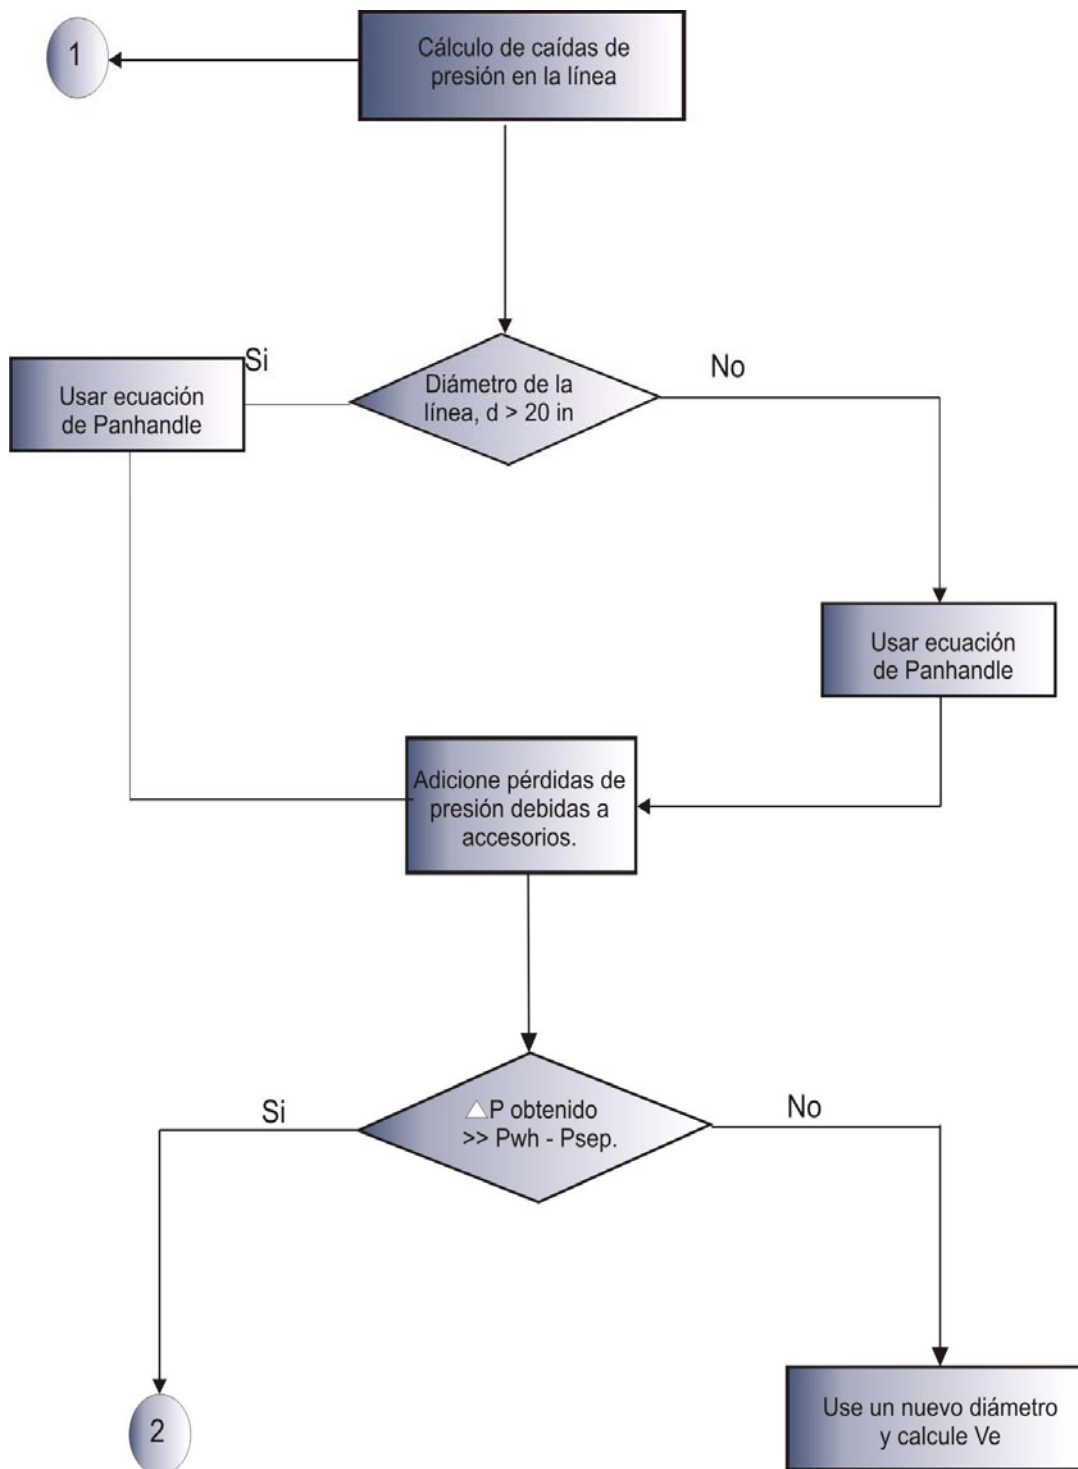 1
Cálculo de caídas de
presión en la línea
Si
Diámetro de la
línea, d > 20 in
No
Usar ecuación
de Panhandle
Usar ecuación
de Panhandle
Adicione pérdidas de
presión debidas a
accesorios.
Si
△P obtenido
>> Pwh - Psep.
No
2
Use un nuevo diámetro
y calcule Ve